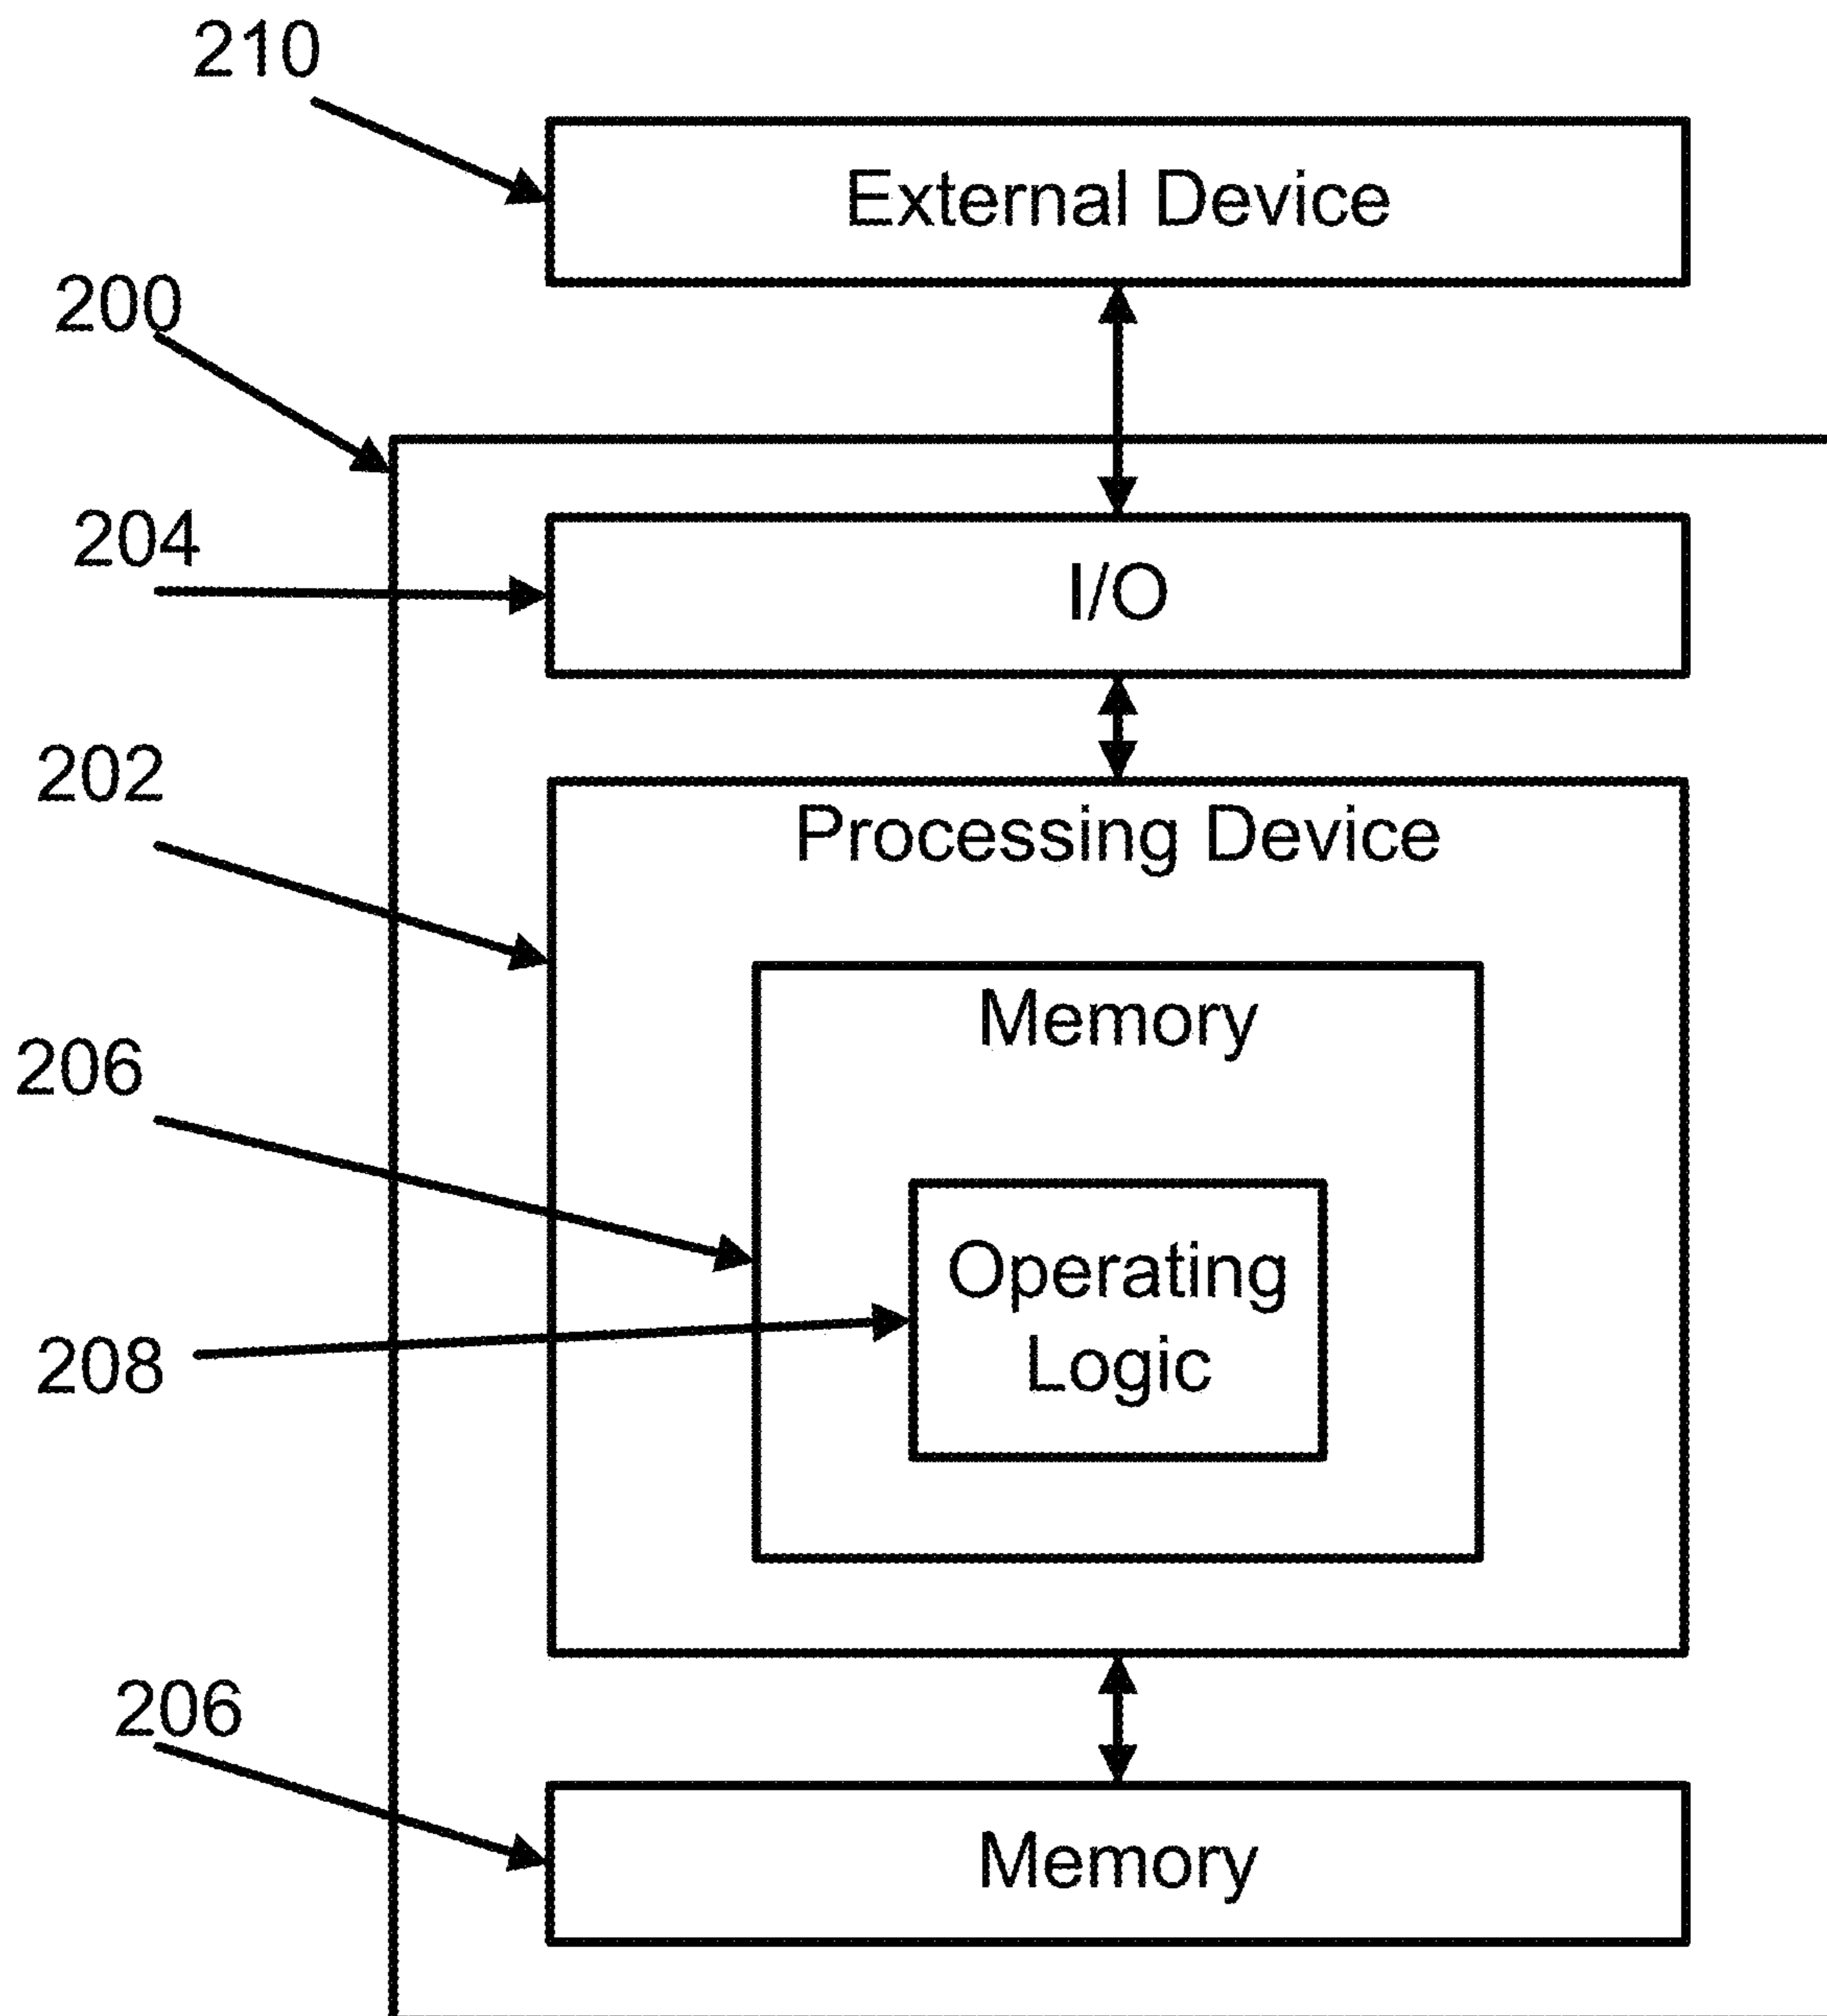 210
External Device
200
204
I/O
202
Processing Device
206
Memory
Operating
Logic
208
206
Memory